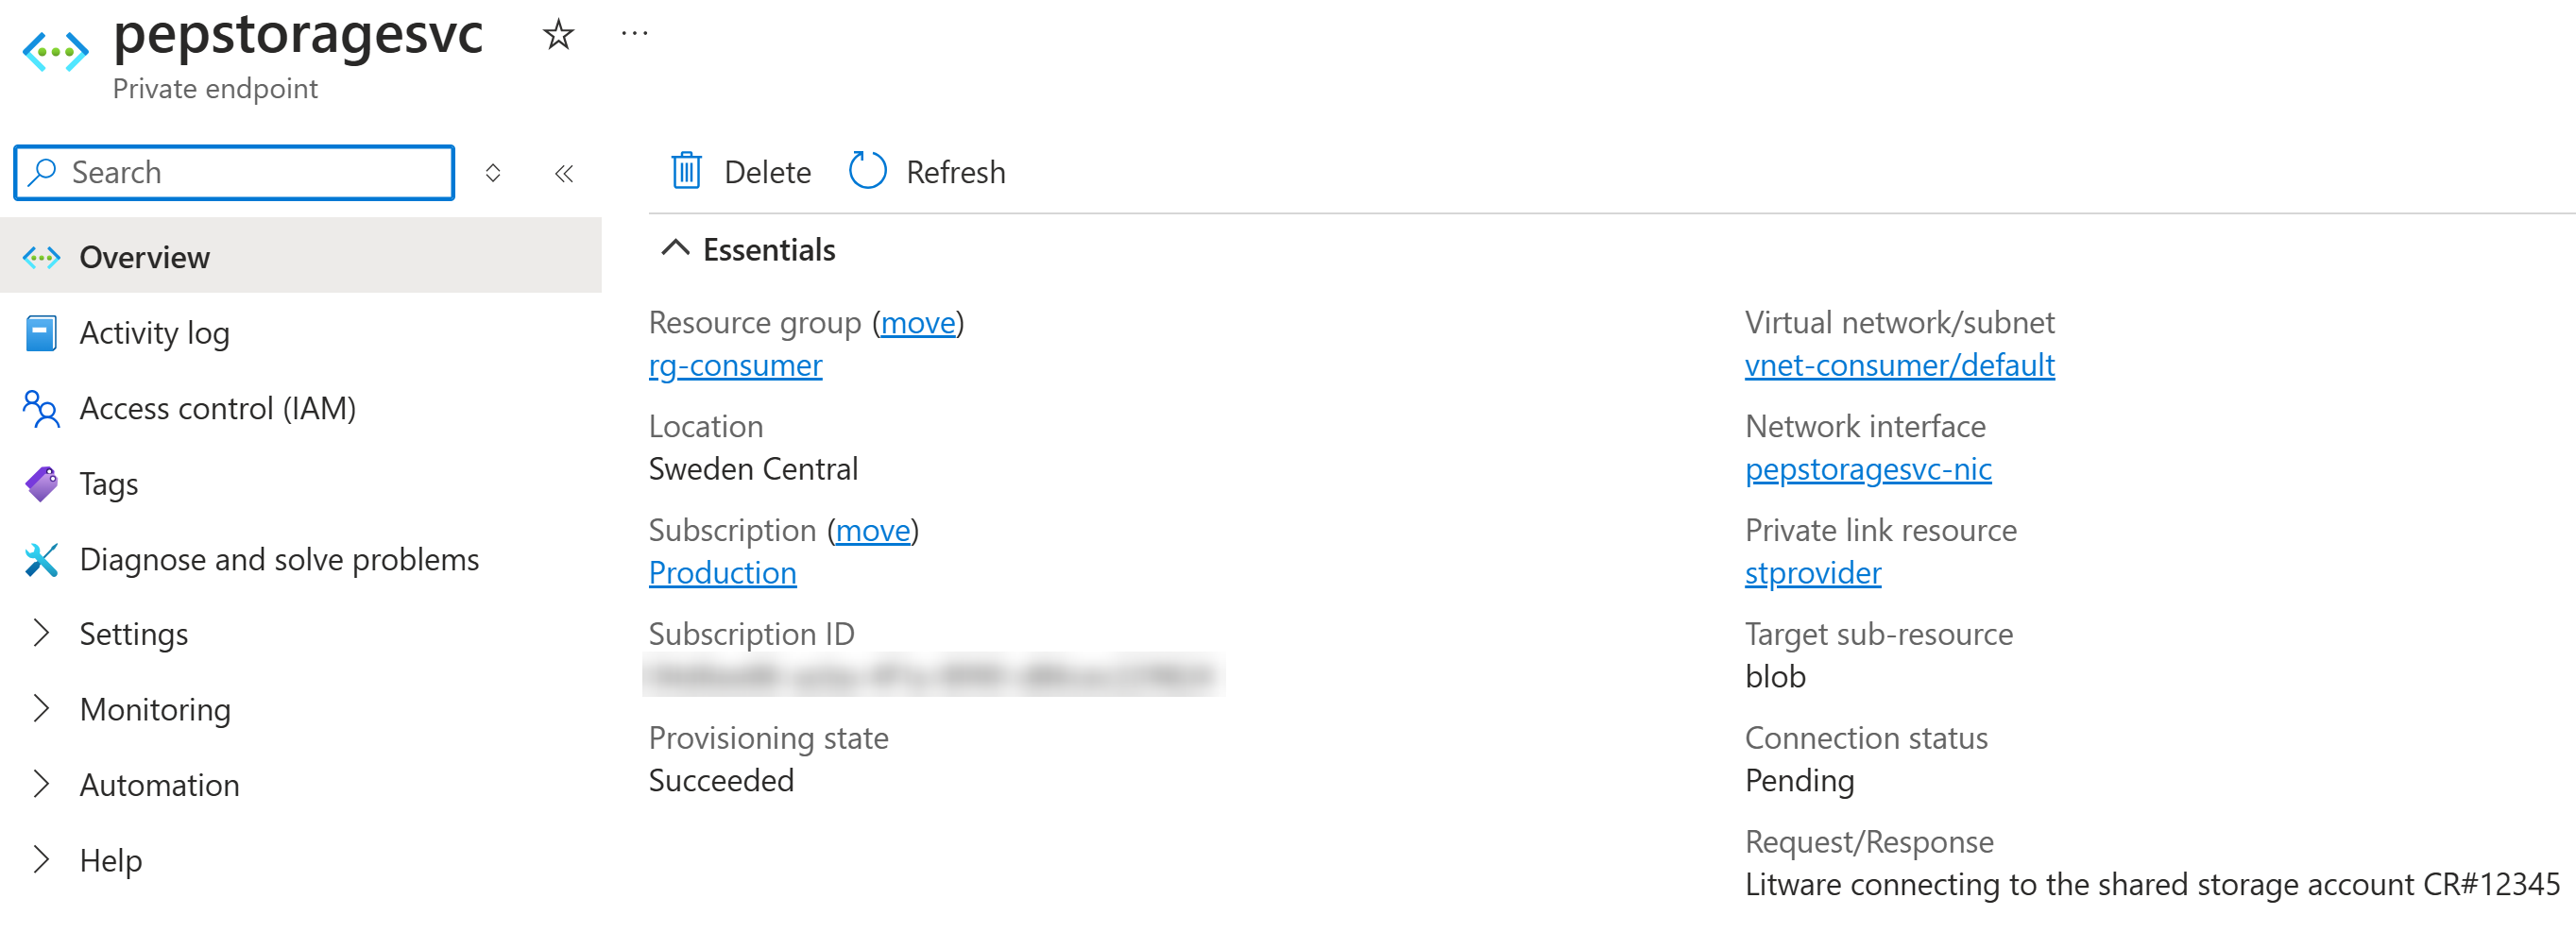 pepstoragesvc
Private endpoint
Search
Overview
Activity log
Access control (IAM)
Tags
Diagnose and solve problems
Settings
Monitoring
Automation
Help
Delete Refresh
Essentials
Resource group (move)
rg-consumer
Location
Sweden Central
Subscription (move)
Production
Subscription ID
Provisioning state
Succeeded
Virtual network/subnet
vnet-consumer/default
Network interface
pepstoragesvc-nic
Private link resource
stprovider
Target sub-resource
blob
Connection status
Pending
Request/Response
Litware connecting to the shared storage account CR#12345